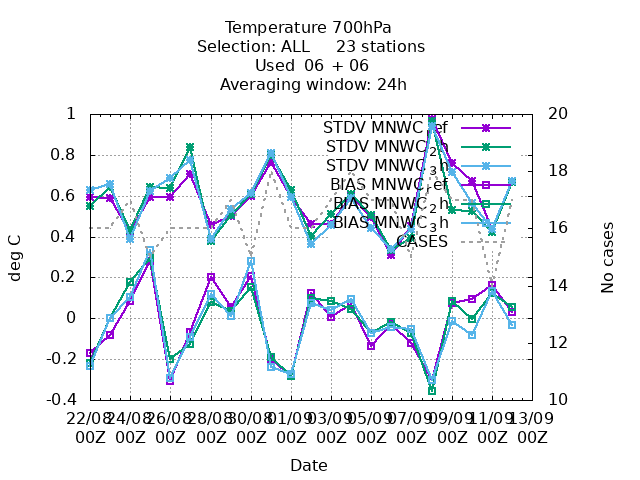 Temperature 700hPa
Selection: ALL 23 stations
Used 06 + 06
Averaging window: 24h
STDV MNWC_ref
STDV MNWC_2h
STDV MNWC_3h
BIAS MNWC_ref
BIAS MNWC_2h
BIAS MNWC_3h
CASES
1
0.8
0.6
0.4
0.2
0
-0.2
-0.4
20
18
16
14
12
10
deg C
No cases
22/08 24/08 26/08 28/08 30/08 01/09 03/09 05/09 07/09 09/09 11/09 13/09
00Z 00Z 00Z 00Z 00Z 00Z 00Z 00Z 00Z 00Z 00Z 00Z
Date